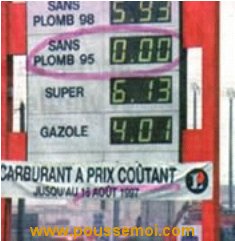 SANS 5.93
PLOMB 98
SANS 0.00
PLOMB 95
SUPER 6.13
GAZOLE 4.01
CARBURANT A PRIX COÛTANT
JUSQU'AU 16 AOÛT 1997
L
www.poussemoi.com